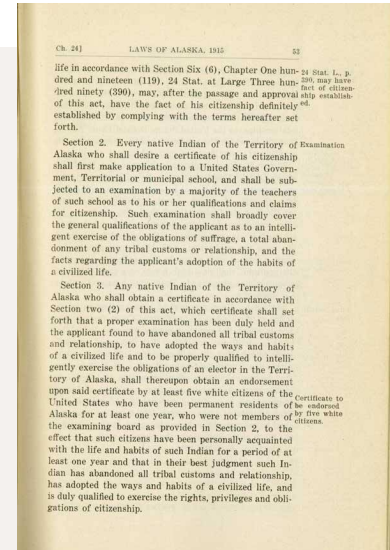 Ch. 24]
LAWS OF ALASKA, 1915
52
life in accordance with Section Six (6), Chapter One hun-
dred and nineteen (119), 24 Stat. at Large Three hun-
dred ninety (390), may, after the passage and approval
of this act, have the fact of his citizenship definitely
established by complying with the terms hereafter set
forth.
24 Stat. L., p.
390, may have
fact of citizen-
ship establish-
ed.
Section 2. Every native Indian of the Territory of
Alaska who shall desire a certificate of his citizenship
shall first make application to a United States Govern-
ment, Territorial or municipal school, and shall be sub-
jected to an examination by a majority of the teachers
of such school as to his or her qualifications and claims
for citizenship. Such examination shall broadly cover
the general qualifications of the applicant as to an intelli-
gent exercise of the obligations of suffrage, a total aban-
donment of any tribal customs or relationship, and the
facts regarding the applicant's adoption of the habits of
a civilized life.
Examination
Section 3. Any native Indian of the Territory of
Alaska who shall obtain a certificate in accordance with
Section two (2) of this act, which certificate shall set
forth that a proper examination has been duly held and
the applicant found to have abandoned all tribal customs
and relationship, to have adopted the ways and habits
of a civilized life and to be properly qualified to intelli-
gently exercise the obligations of an elector in the Terri-
tory of Alaska, shall thereupon obtain an endorsement
upon said certificate by at least five white citizens of the
United States who have been permanent residents of
Alaska for at least one year, who were not members of
the examining board as provided in Section 2, to the
effect that such citizens have been personally acquainted
with the life and habits of such Indian for a period of at
least one year and that in their best judgment such In-
dian has abandoned all tribal customs and relationship,
has adopted the ways and habits of a civilized life, and
is duly qualified to exercise the rights, privileges and obli-
gations of citizenship.
Certificate to
be endorsed
by five white
citizens.